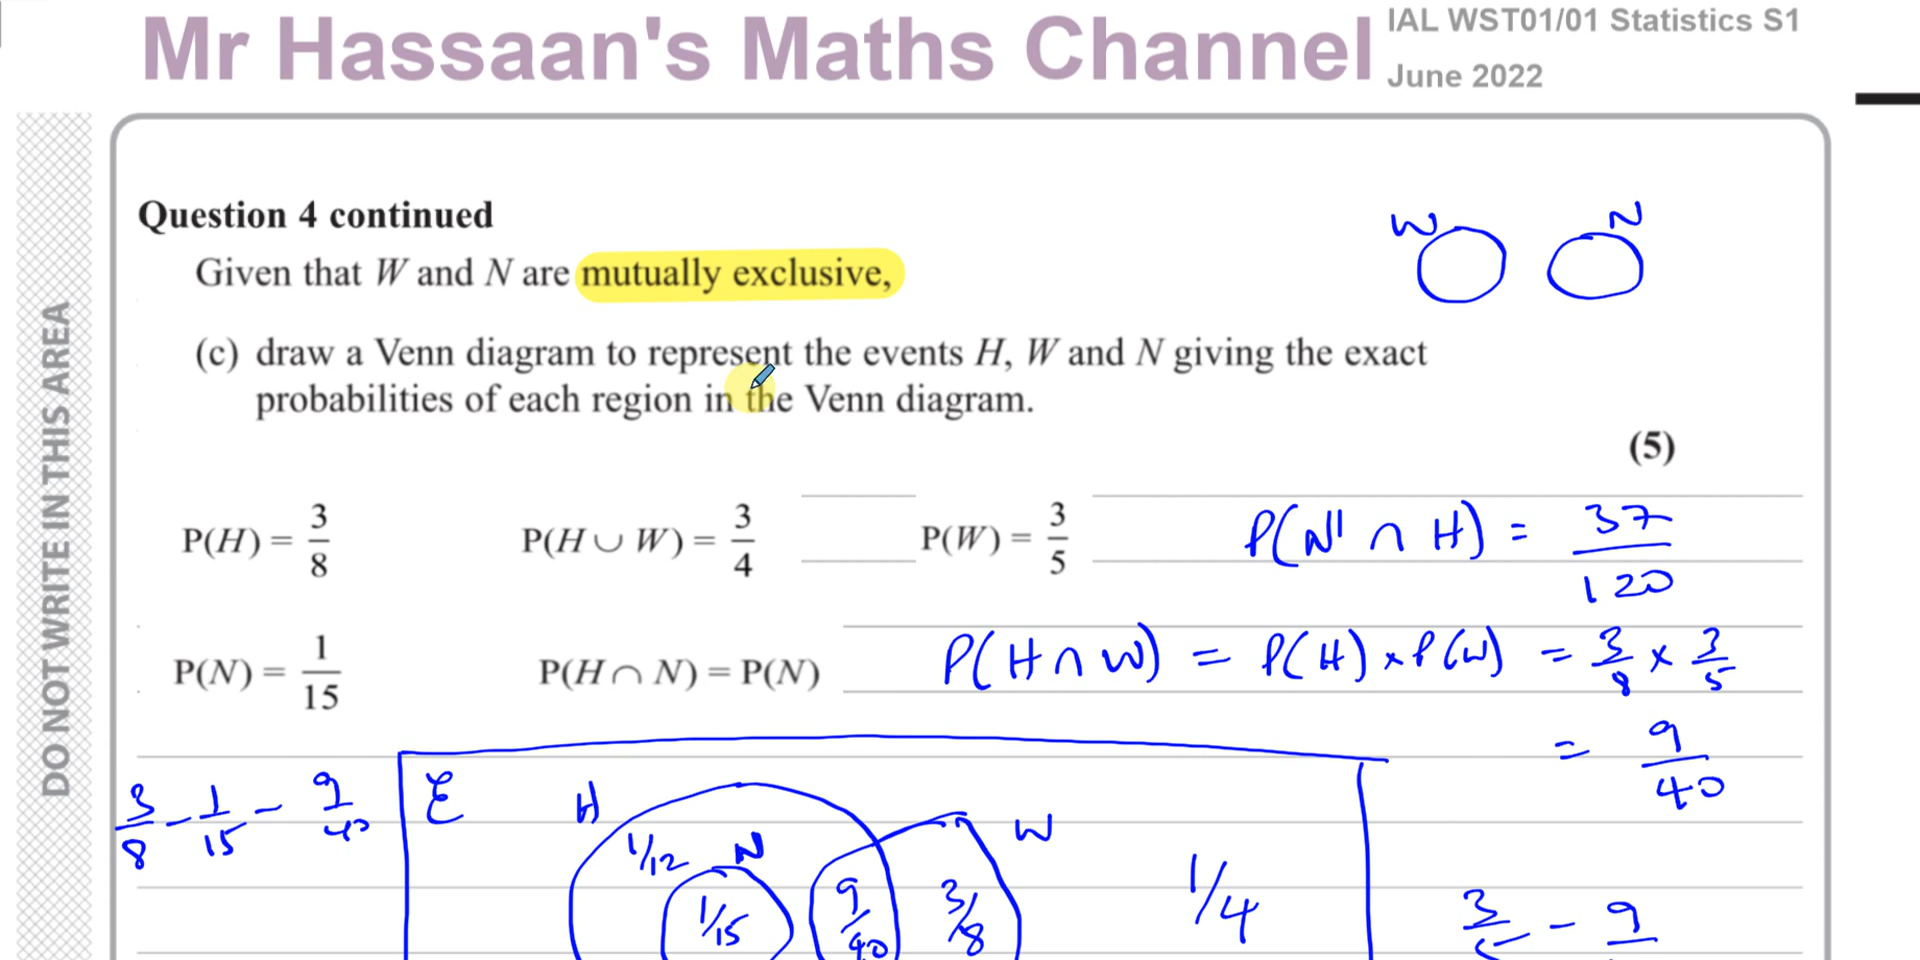 Mr Hassaan's Maths Channel
IAL WST01/01 Statistics S1
June 2022
DO NOT WRITE IN THIS AREA
Question 4 continued
W N
Given that W and N are mutually exclusive,
(c) draw a Venn diagram to represent the events H, W and N giving the exact
probabilities of each region in the Venn diagram.
(5)
P(H) = 3/8 P(H ∪ W) = 3/4 P(W) = 3/5 P(N' ∩ H) = 37/120
P(N) = 1/15 P(H ∩ N) = P(N) P(H ∩ W) = P(H) × P(W) = 3/8 × 3/5
= 9/40
3/8 - 1/15 - 9/40
ℰ H W
1/12 N
1/15 9/40 3/8 1/4